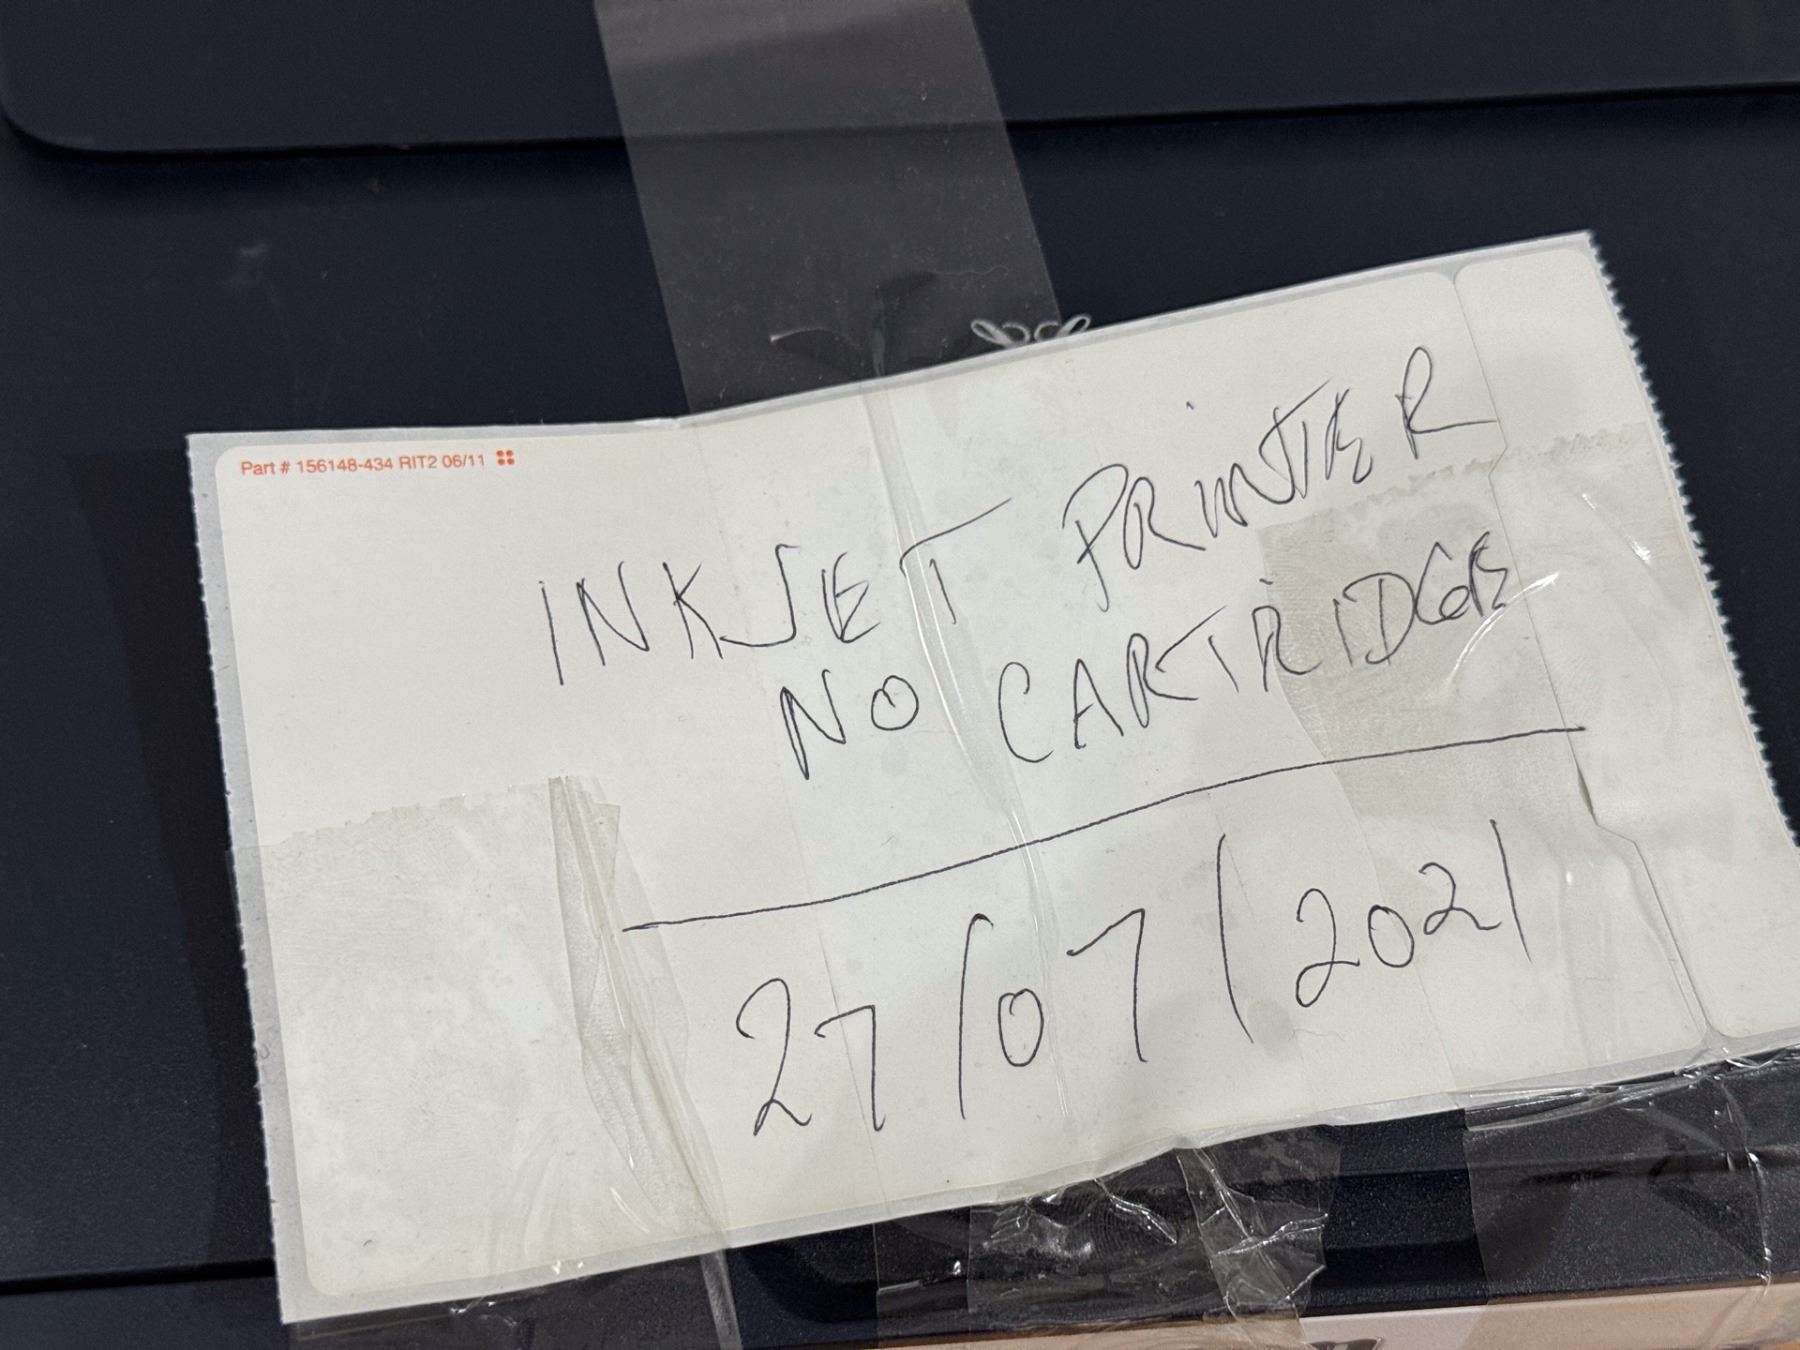 Part # 156148-434 RIT2 06/11
INKJET PRINTER
NO CARTRIDGE
27/07/2021